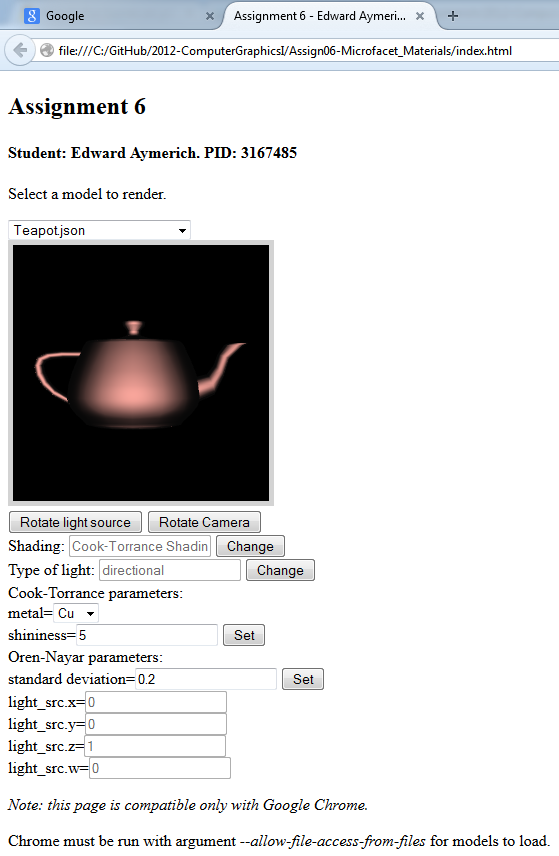 Google
Assignment 6 - Edward Aymeri...
file:///C:/GitHub/2012-ComputerGraphicsI/Assign06-Microfacet_Materials/index.html
Assignment 6
Student: Edward Aymerich. PID: 3167485
Select a model to render.
Teapot.json
Rotate light source Rotate Camera
Shading: Cook-Torrance Shadin Change
Type of light: directional Change
Cook-Torrance parameters:
metal= Cu
shininess= 5 Set
Oren-Nayar parameters:
standard deviation= 0.2 Set
light_src.x= 0
light_src.y= 0
light_src.z= 1
light_src.w= 0
Note: this page is compatible only with Google Chrome.
Chrome must be run with argument --allow-file-access-from-files for models to load.